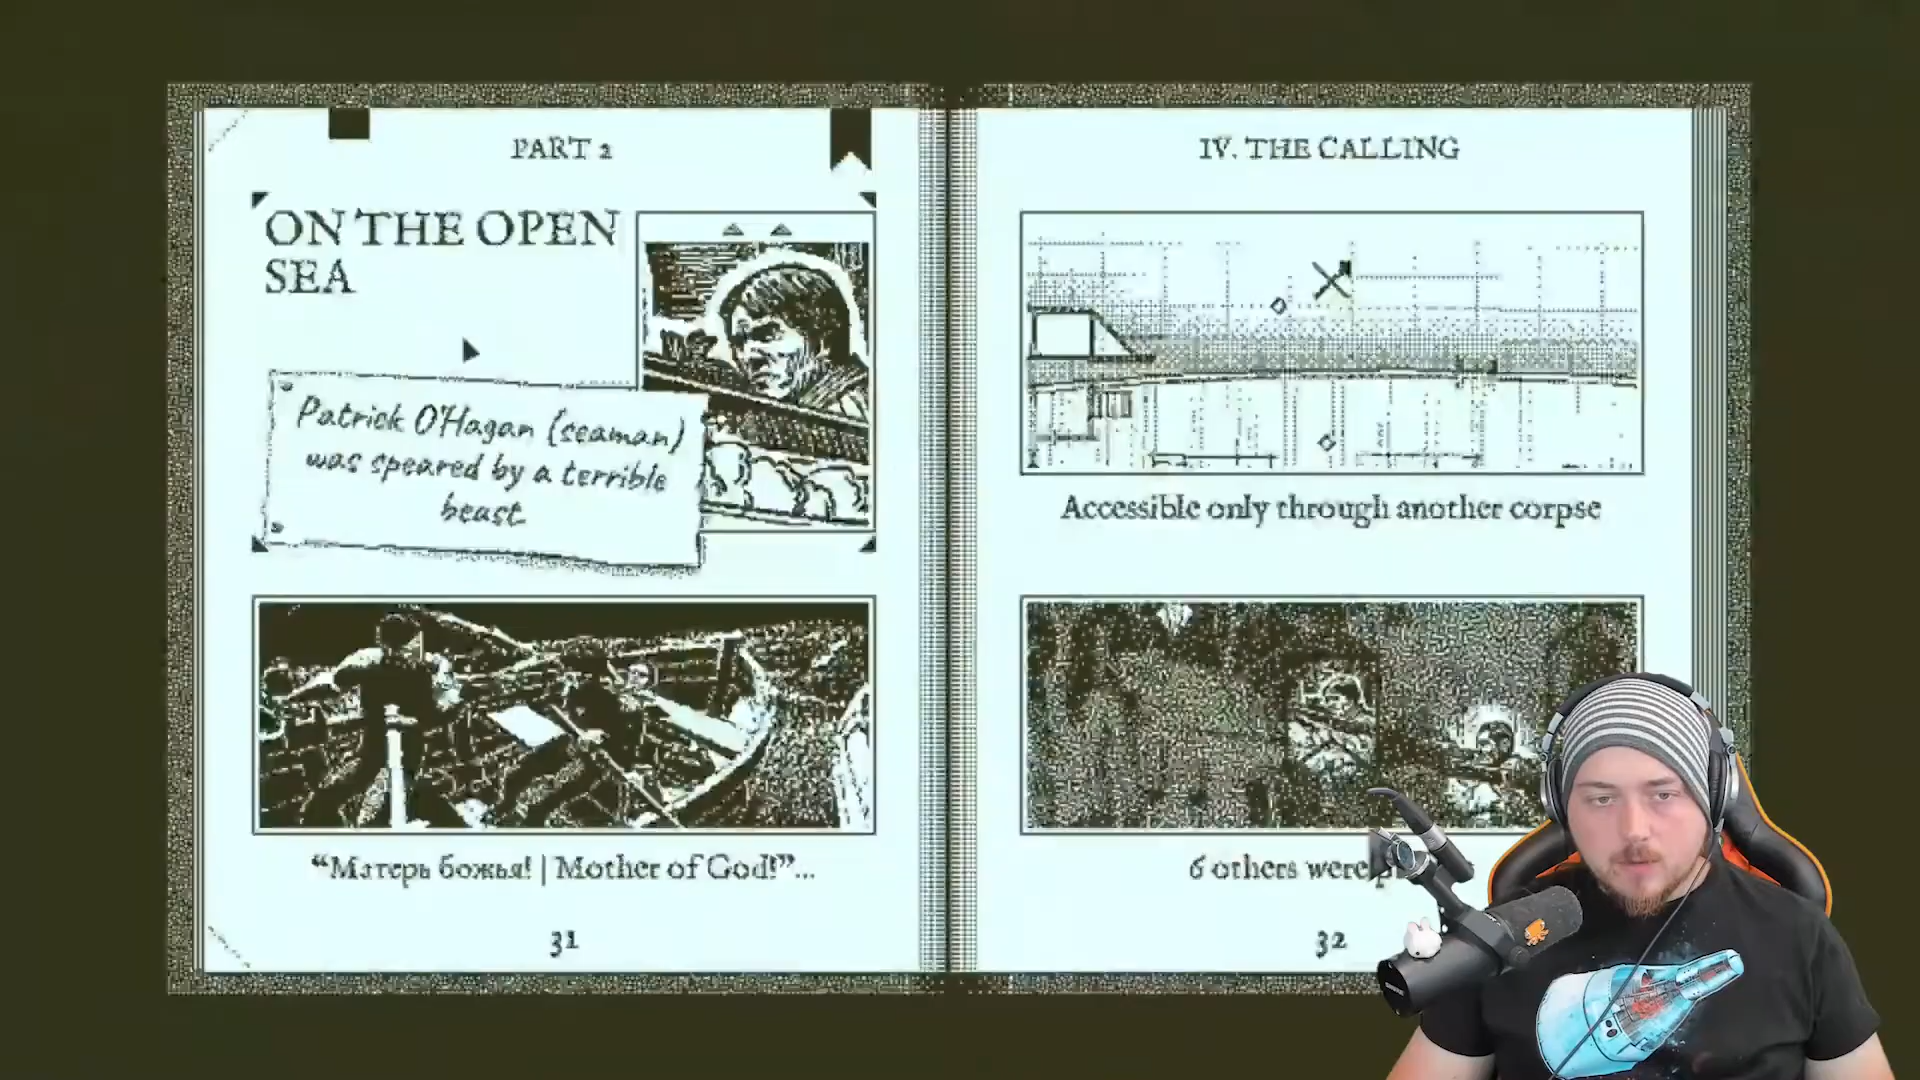 PART 2
ON THE OPEN
SEA
Patrick O'Hagan (seaman)
was speared by a terrible
beast
“Матерь божья! | Mother of God!”...
31
IV. THE CALLING
Accessible only through another corpse
6 others were
32